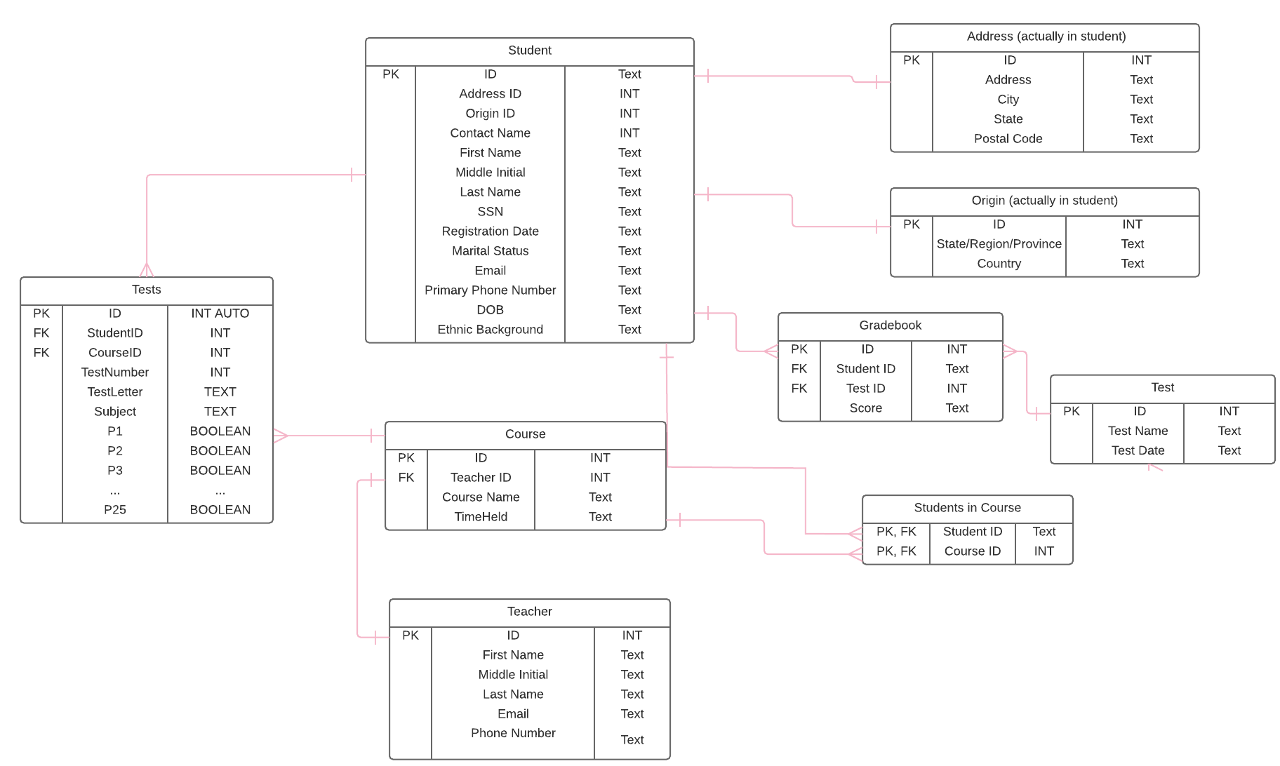 Student
PK ID Text
Address ID INT
Origin ID INT
Contact Name INT
First Name Text
Middle Initial Text
Last Name Text
SSN Text
Registration Date Text
Marital Status Text
Email Text
Primary Phone Number Text
DOB Text
Ethnic Background Text
Address (actually in student)
PK ID INT
Address Text
City Text
State Text
Postal Code Text
Origin (actually in student)
PK ID INT
State/Region/Province Text
Country Text
Tests
PK ID INT AUTO
FK StudentID INT
FK CourseID INT
TestNumber INT
TestLetter TEXT
Subject TEXT
P1 BOOLEAN
P2 BOOLEAN
P3 BOOLEAN
... ...
P25 BOOLEAN
Gradebook
PK ID INT
FK Student ID Text
FK Test ID INT
Score Text
Test
PK ID INT
Test Name Text
Test Date Text
Course
PK ID INT
FK Teacher ID INT
Course Name Text
TimeHeld Text
Students in Course
PK, FK Student ID Text
PK, FK Course ID INT
Teacher
PK ID INT
First Name Text
Middle Initial Text
Last Name Text
Email Text
Phone Number Text